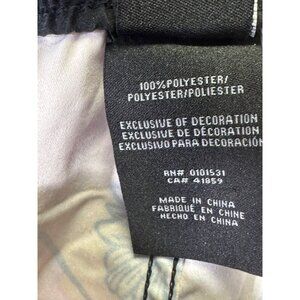 100%POLYESTER/
POLYESTER/POLIESTER
EXCLUSIVE OF DECORATION
EXCLUSIVE DE DÉCORATION
EXCLUSIVO PARA DECORACIÓN
RN# 0101531
CA# 41859
MADE IN CHINA
FABRIQUÉ EN CHINE
HECHO EN CHINA